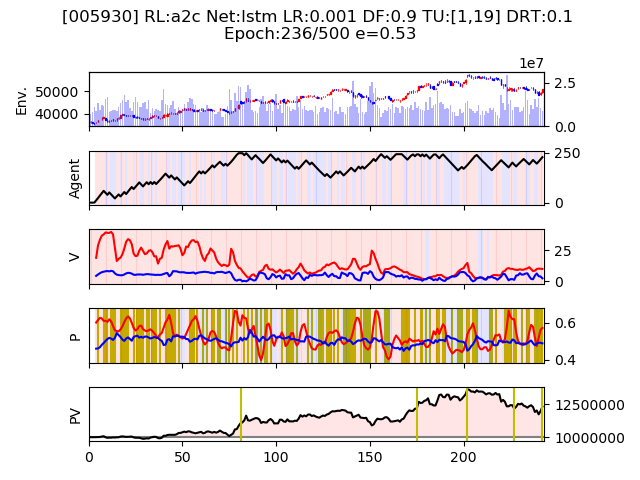 [005930] RL:a2c Net:lstm LR:0.001 DF:0.9 TU:[1,19] DRT:0.1
Epoch:236/500 e=0.53
1e7
Env.
50000
40000
2.5
0.0
Agent
250
0
V
25
0
P
0.6
0.4
PV
12500000
10000000
0
50
100
150
200